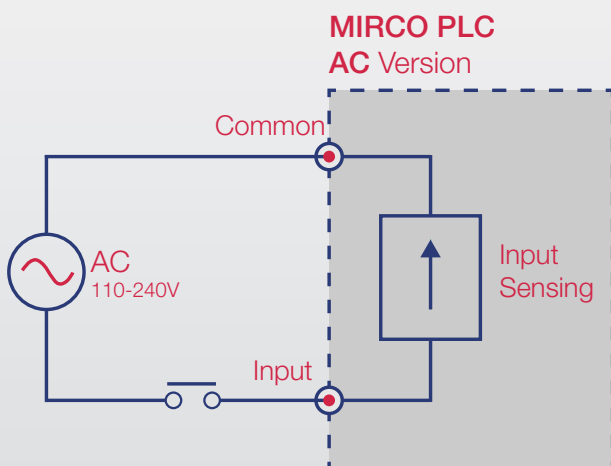 MIRCO PLC
AC Version
Common
AC
110-240V
Input
Sensing
Input